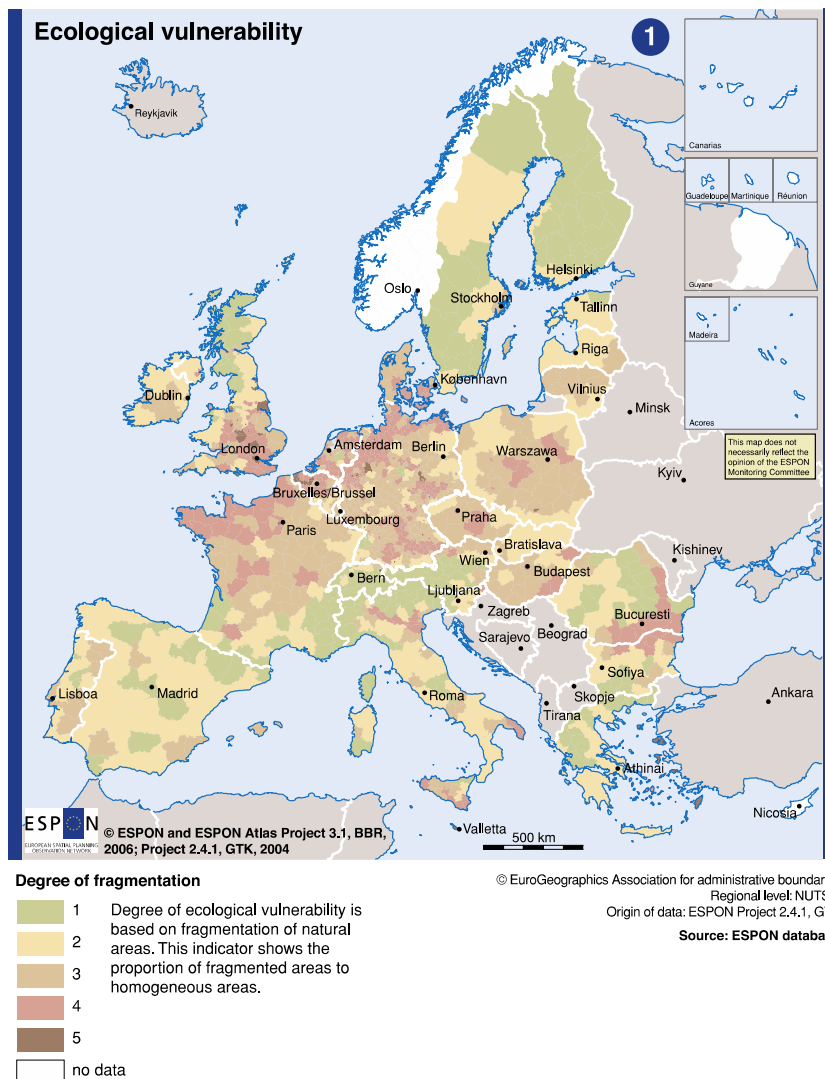 Ecological vulnerability
1
Reykjavik
Canarias
Guadeloupe
Martinique
Réunion
Guyane
Madeira
Acores
This map does not
necessarily reflect the
opinion of the ESPON
Monitoring Committee
Oslo
Helsinki
Stockholm
Tallinn
Riga
Dublin
København
Vilnius
Minsk
London
Amsterdam
Berlin
Warszawa
Kyiv
Bruxelles/Brussel
Luxembourg
Praha
Paris
Bratislava
Kishinev
Wien
Budapest
Bern
Ljubljana
Zagreb
Bucuresti
Sarajevo
Beograd
Sofiya
Lisboa
Madrid
Roma
Skopje
Ankara
Tirana
Athinai
Nicosia
Valletta
500 km
ESPON
EUROPEAN SPATIAL PLANNING
OBSERVATION NETWORK
© ESPON and ESPON Atlas Project 3.1, BBR,
2006; Project 2.4.1, GTK, 2004
Degree of fragmentation
1
2
3
4
5
no data
Degree of ecological vulnerability is
based on fragmentation of natural
areas. This indicator shows the
proportion of fragmented areas to
homogeneous areas.
© EuroGeographics Association for administrative boundar
Regional level: NUTS
Origin of data: ESPON Project 2.4.1, G
Source: ESPON databa